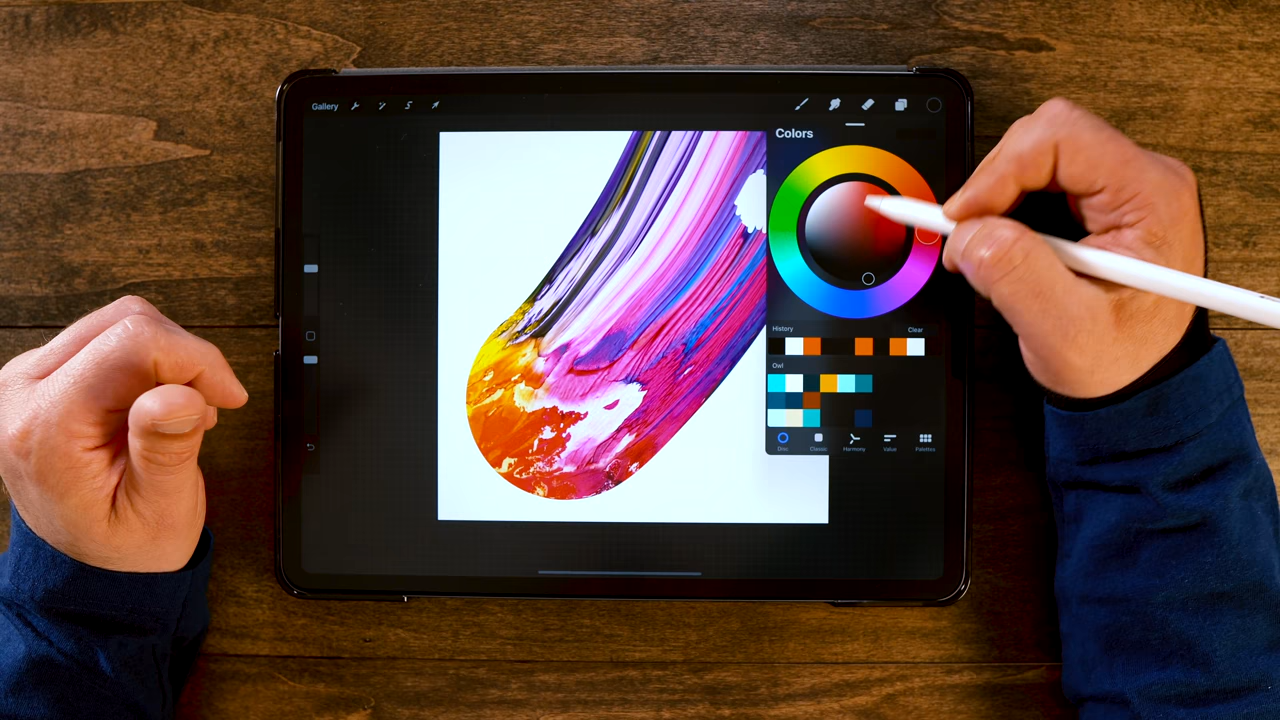 Gallery
Colors
History Clear
Owl
Disc Classic Harmony Value Palettes